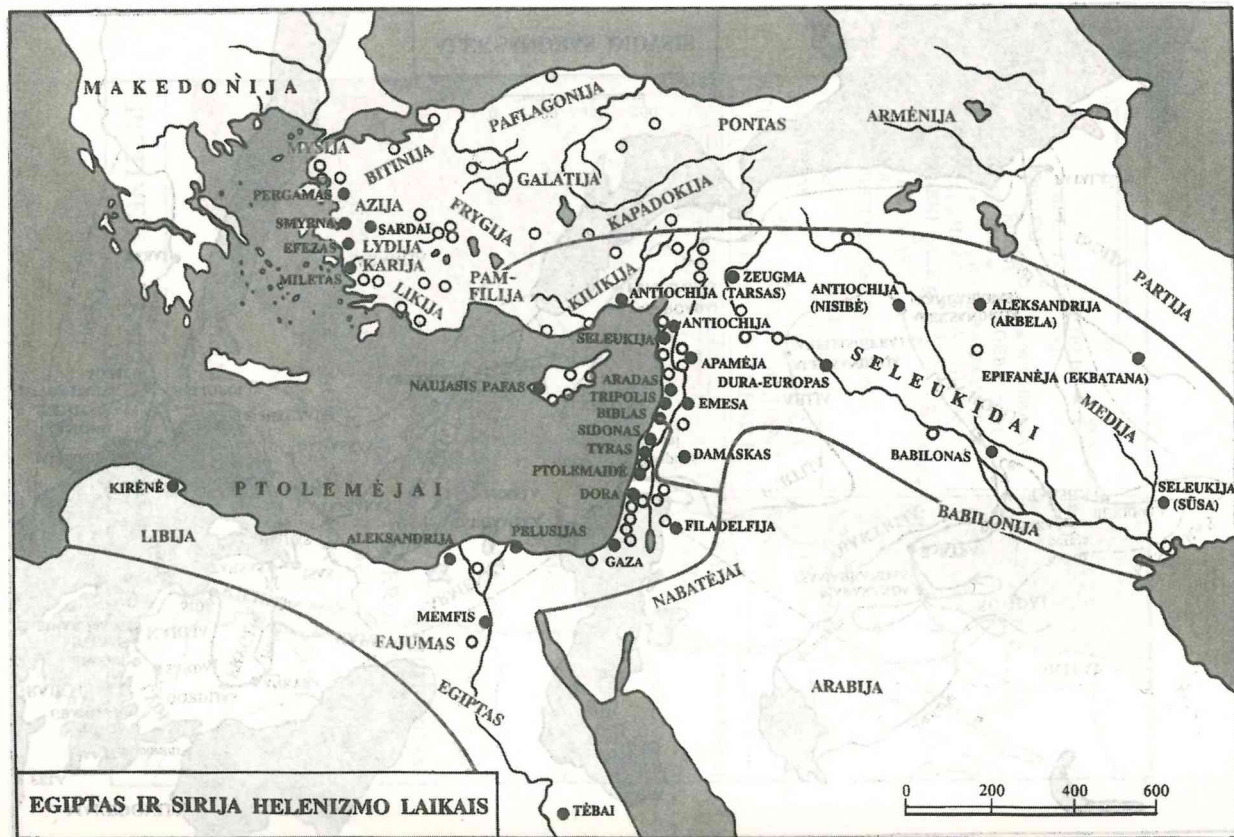 MAKEDONIJA
PAFLAGONIJA
PONTAS
ARMĖNIJA
MYSIJA
BITINIJA
GALATIJA
KAPADOKIJA
PERGAMAS
AZIJA
FRYGIJA
SMYRNA
SARDAI
EFEZAS
LYDIJA
KARIJA
MILETAS
LIKIJA
PAM-
FILIJA
KILIKIJA
ZEUGMA
ANTIOCHIJA (TARSAS)
ANTIOCHIJA
(NISIBĖ)
ALEKSANDRIJA
(ARBELA)
PARTIJA
ANTIOCHIJA
SELEUKIJA
APAMĖJA
DURA-EUROPAS
SELEUKIDAI
EPIFANĖJA (EKBATANA)
MEDIJA
NAUJASIS PAFAS
ARADAS
TRIPOLIS
EMESA
BIBLAS
SIDONAS
TYRAS
DAMASKAS
BABILONAS
PTOLEMAIDĖ
KIRĖNĖ
PTOLEMĖJAI
DORA
SELEUKIJA
(SŪSA)
BABILONIJA
LIBIJA
ALEKSANDRIJA
PELUSIJAS
FILADELFIJA
GAZA
NABATĖJAI
MEMFIS
FAJUMAS
EGIPTAS
ARABIJA
EGIPTAS IR SIRIJA HELENIZMO LAIKAIS
TĖBAI
0 200 400 600